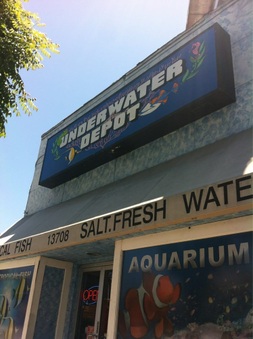 UNDERWATER
DEPOT
CAL FISH 13708 SALT.FRESH WATE
AQUARIUM
OPEN